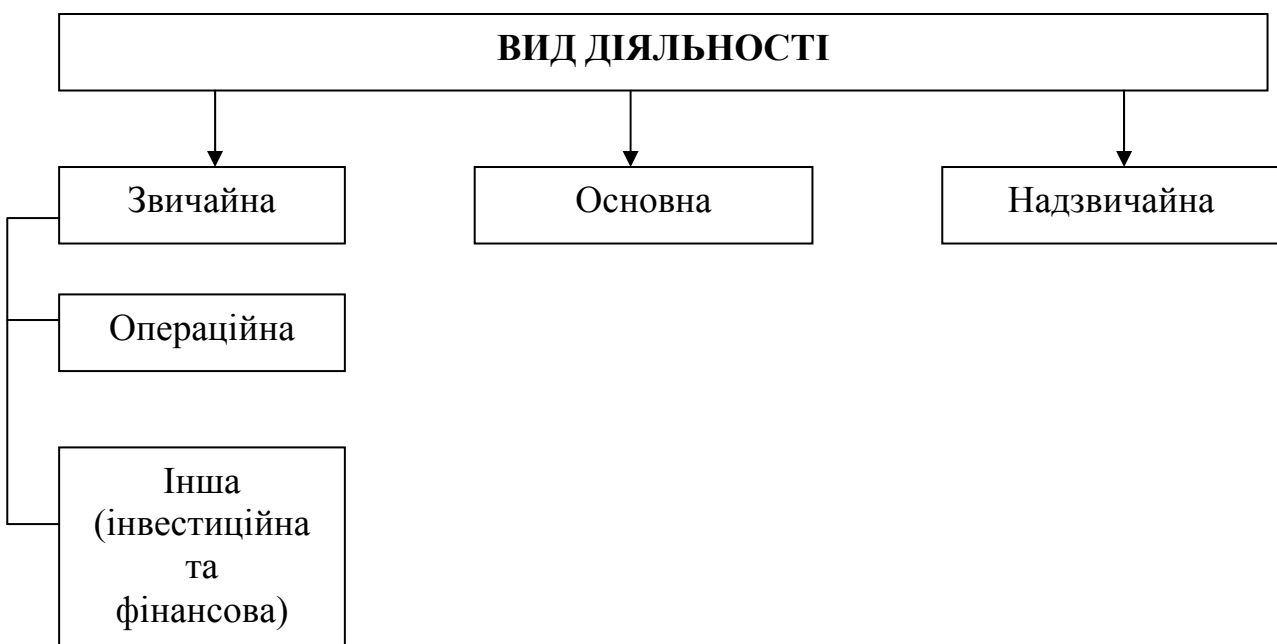 ВИД ДІЯЛЬНОСТІ
Звичайна
Основна
Надзвичайна
Операційна
Інша
(інвестиційна
та
фінансова)